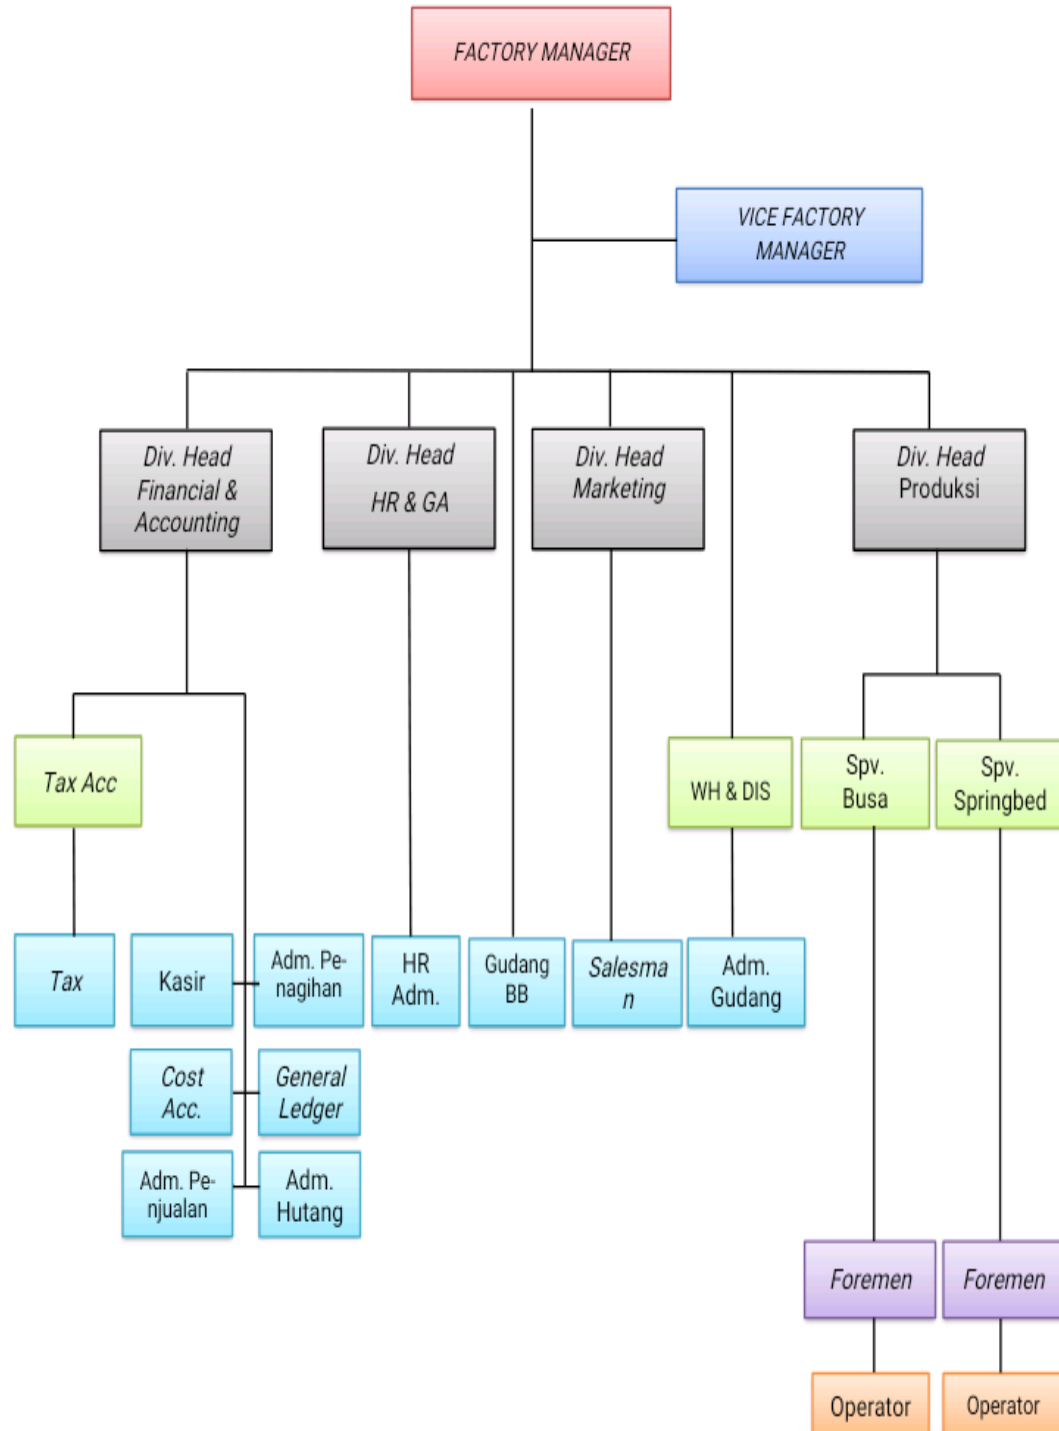 FACTORY MANAGER
VICE FACTORY
MANAGER
Div. Head
Financial &
Accounting
Div. Head
HR & GA
Div. Head
Marketing
Div. Head
Produksi
Tax Acc
WH & DIS
Spv.
Busa
Spv.
Springbed
Tax
Kasir
Adm. Pe-
nagihan
HR
Adm.
Gudang
BB
Salesma
n
Adm.
Gudang
Cost
Acc.
General
Ledger
Adm. Pe-
njualan
Adm.
Hutang
Foremen
Foremen
Operator
Operator